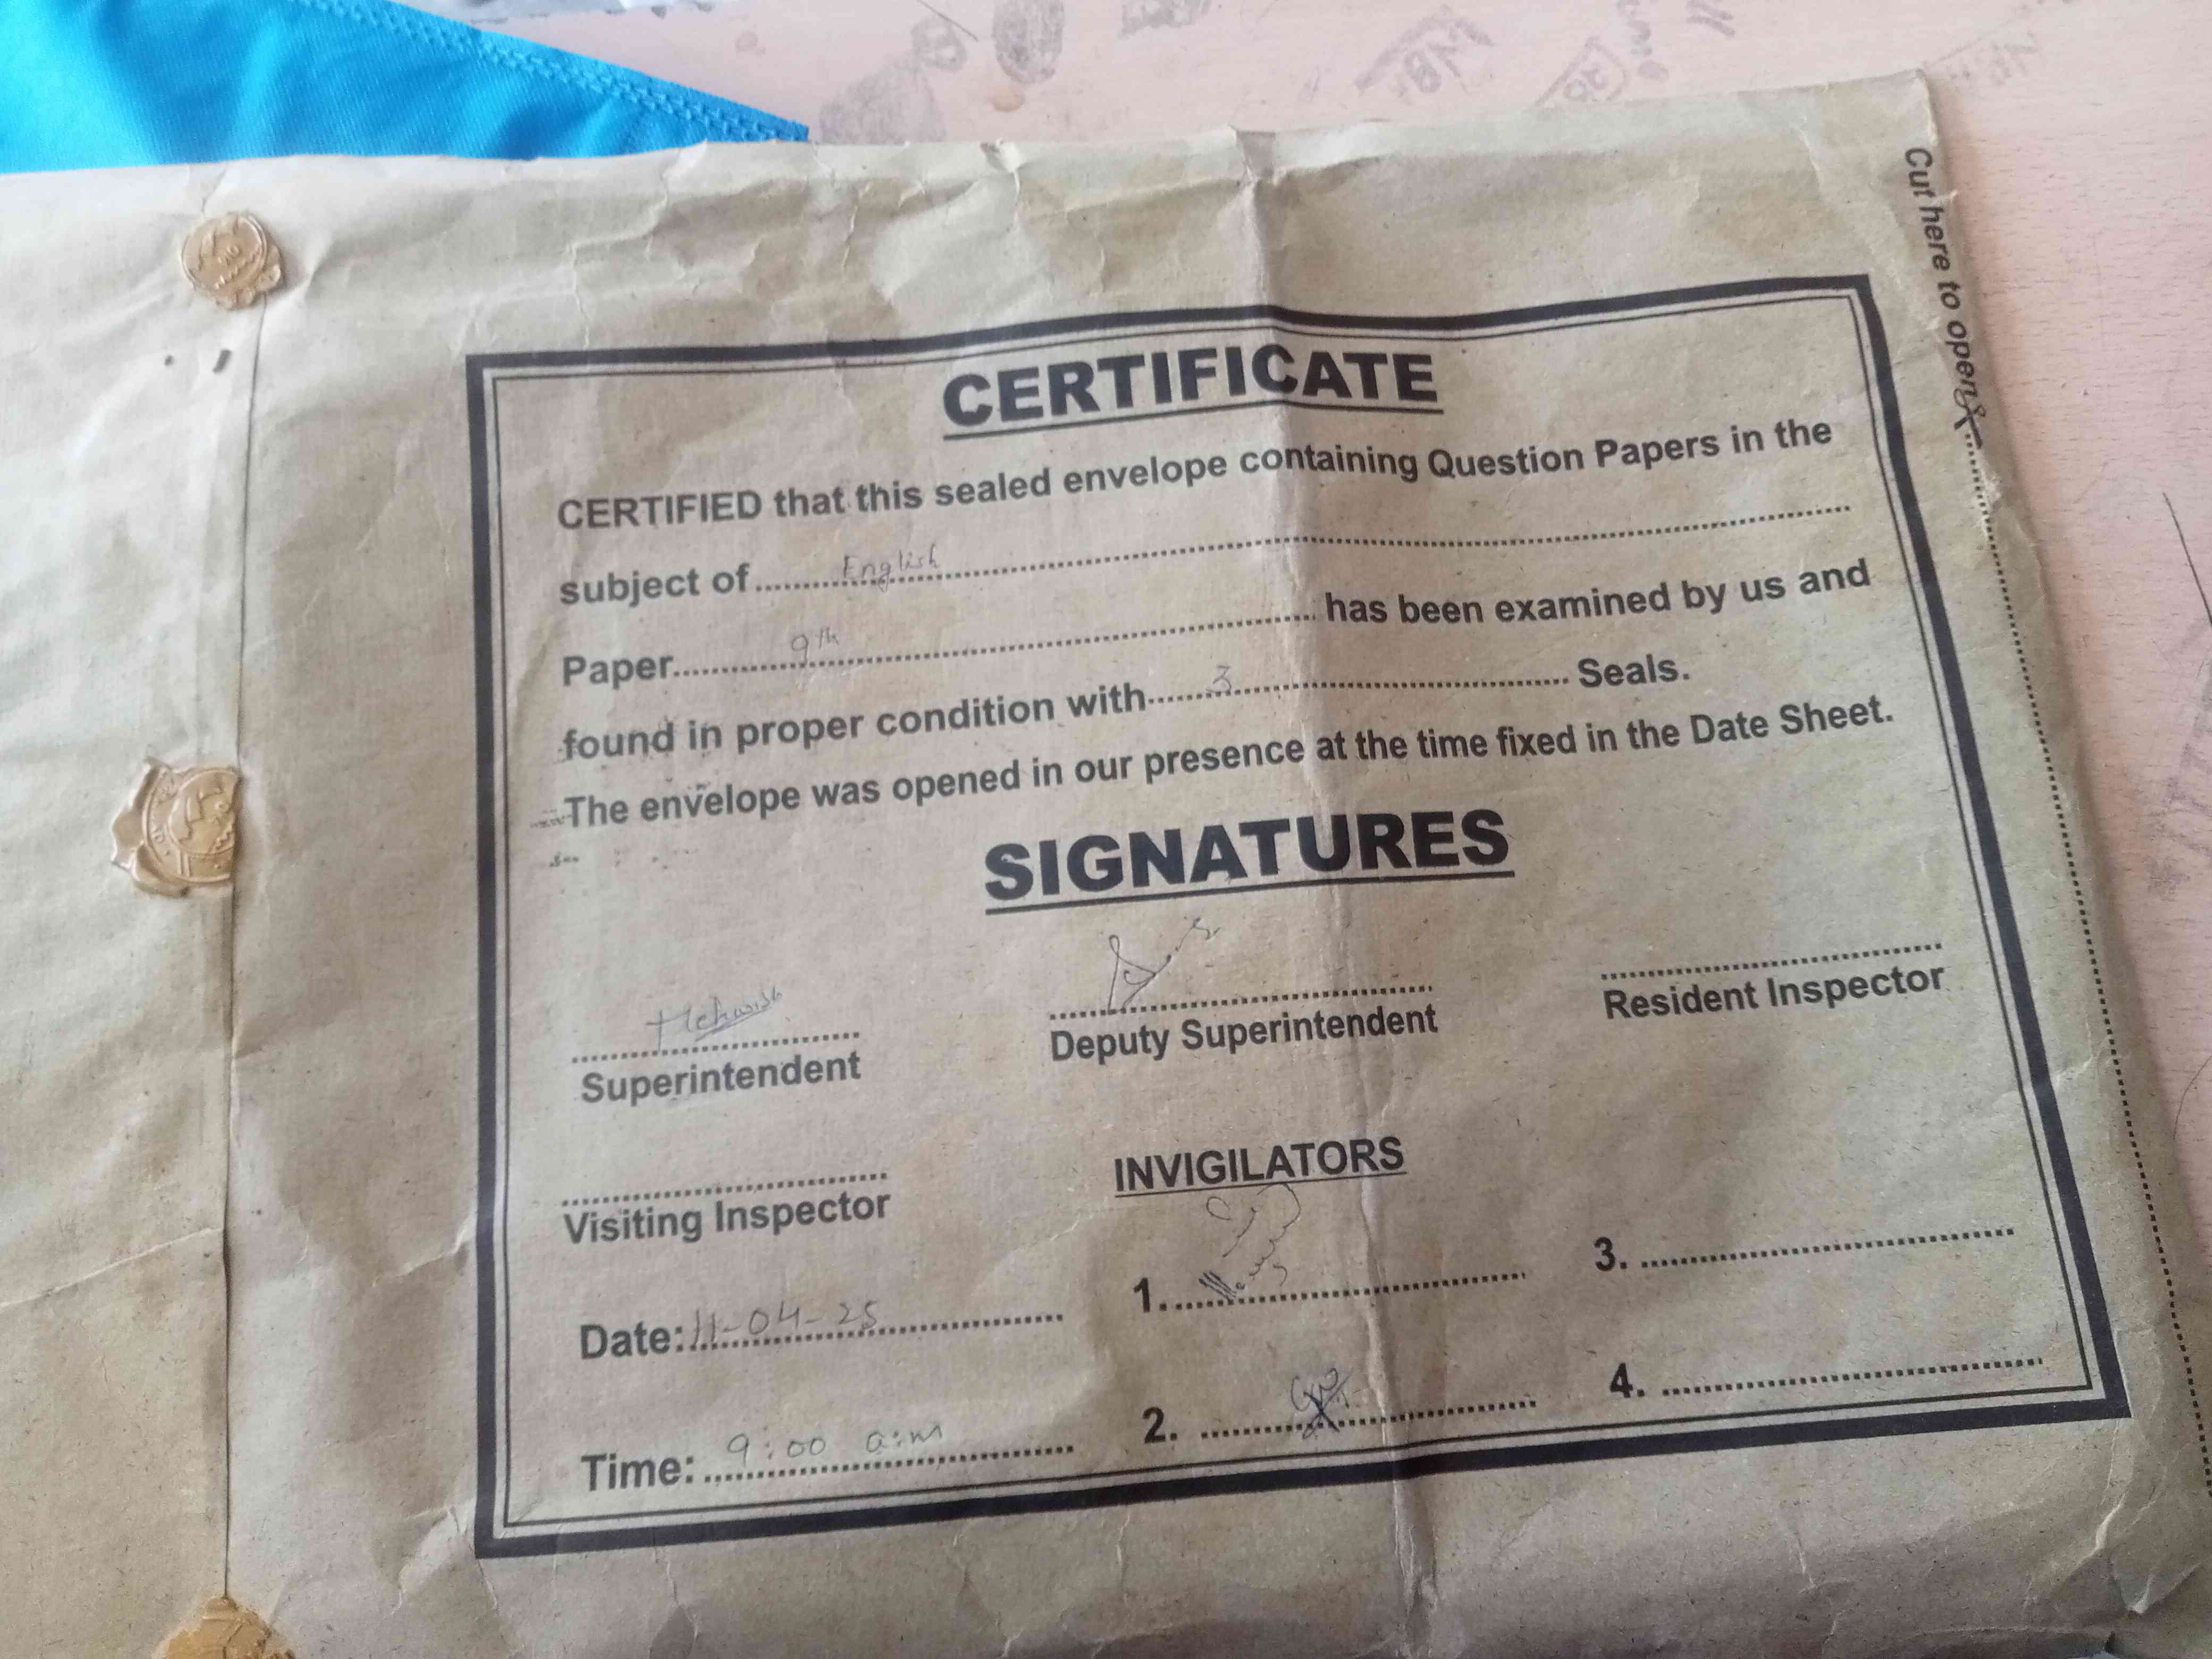 Cut here to open
CERTIFICATE
CERTIFIED that this sealed envelope containing Question Papers in the
subject of English
Paper 9th has been examined by us and
found in proper condition with 3 Seals.
The envelope was opened in our presence at the time fixed in the Date Sheet.
SIGNATURES
Mehwish
Superintendent
Deputy Superintendent
Resident Inspector
Visiting Inspector
INVIGILATORS
1.
3.
Date: 11-04-25
2.
4.
Time: 9:00 a:m